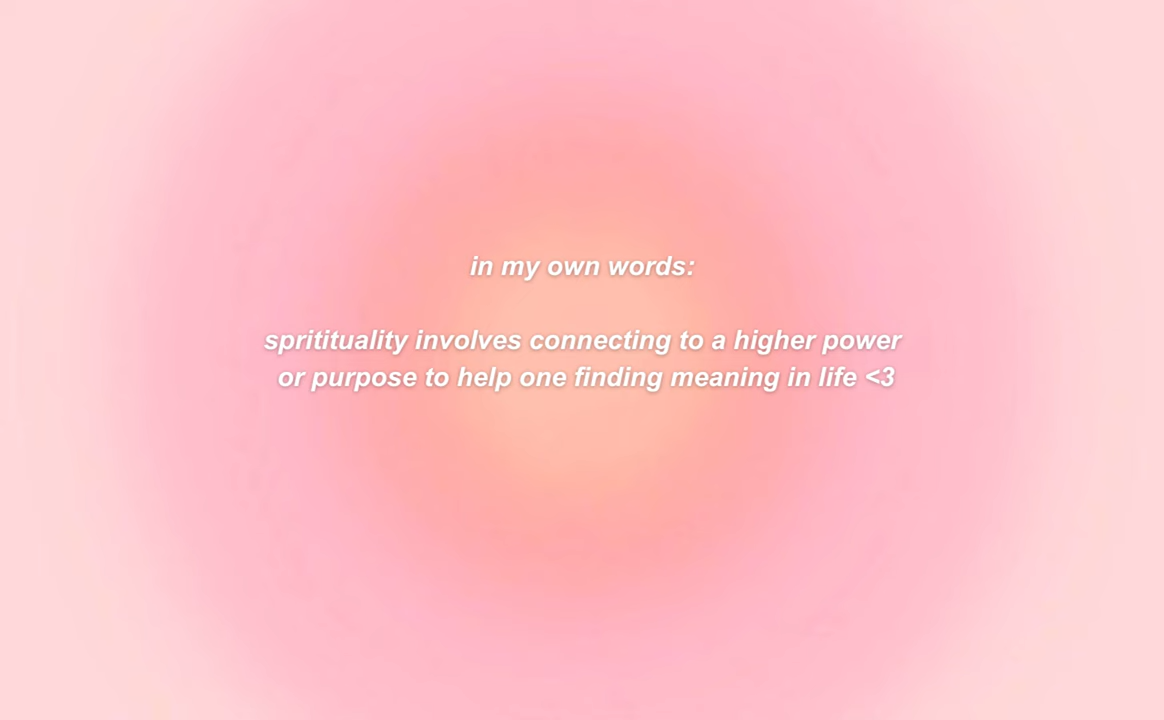 in my own words:
spritituality involves connecting to a higher power
or purpose to help one finding meaning in life <3